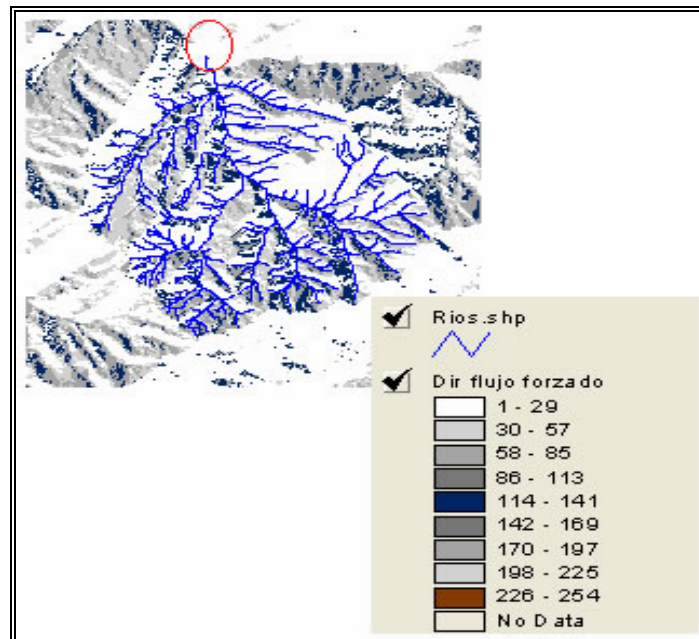 Rios.shp
Dir flujo forzado
1 - 29
30 - 57
58 - 85
86 - 113
114 - 141
142 - 169
170 - 197
198 - 225
226 - 254
No Data